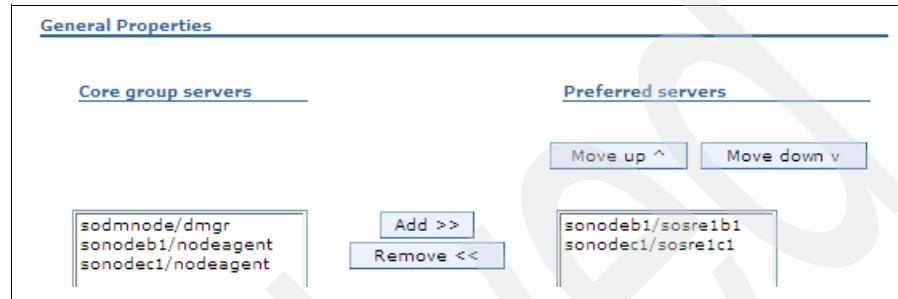 General Properties
Core group servers
Preferred servers
Move up ^
Move down v
sodmnode/dmgr
sonodeb1/nodeagent
sonodec1/nodeagent
Add >>
Remove <<
sonodeb1/sosre1b1
sonodec1/sosre1c1